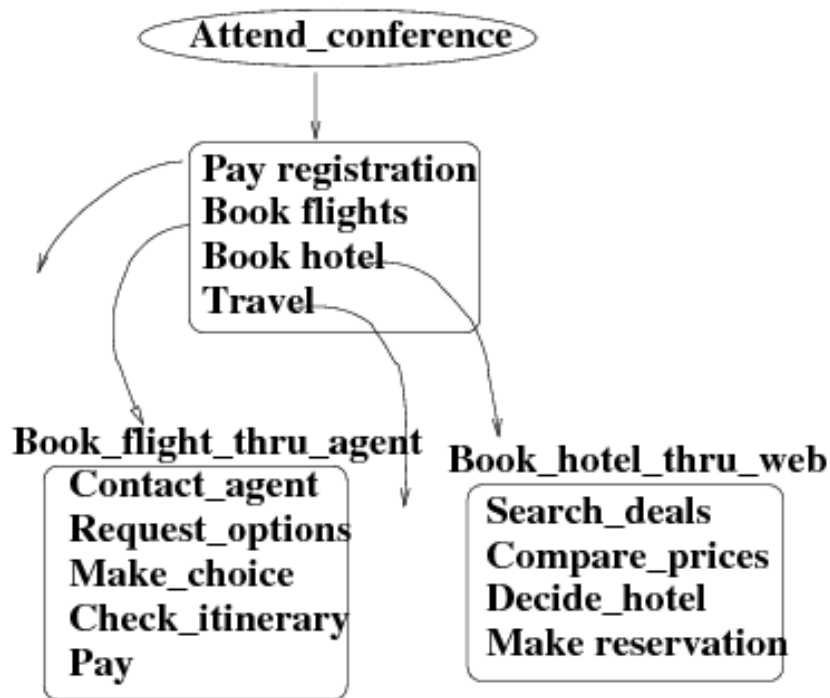 Attend_conference
Pay registration
Book flights
Book hotel
Travel
Book_flight_thru_agent
Contact_agent
Request_options
Make_choice
Check_itinerary
Pay
Book_hotel_thru_web
Search_deals
Compare_prices
Decide_hotel
Make reservation